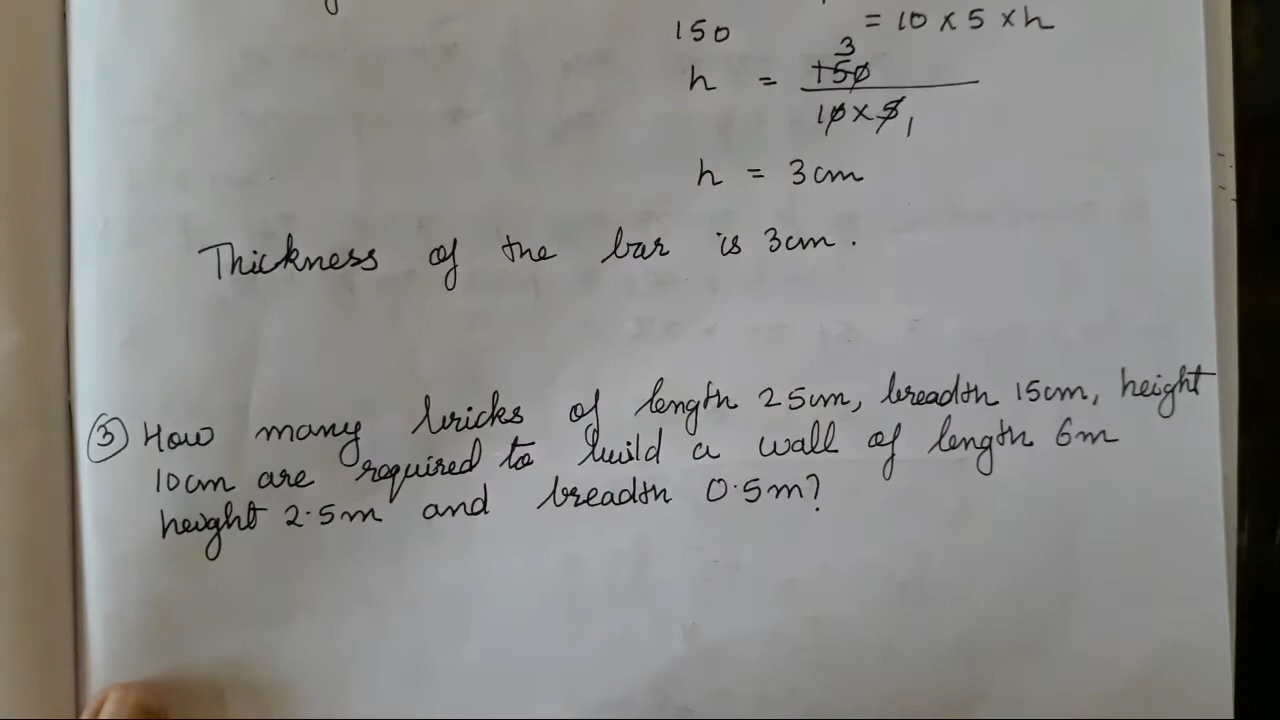 150 = 10 x 5 x h
3
h = 150
10 x 5 1
h = 3cm
Thickness of the bar is 3cm.
3 How many bricks of length 25cm, breadth 15cm, height
10cm are required to build a wall of length 6m
height 2.5m and breadth 0.5m?